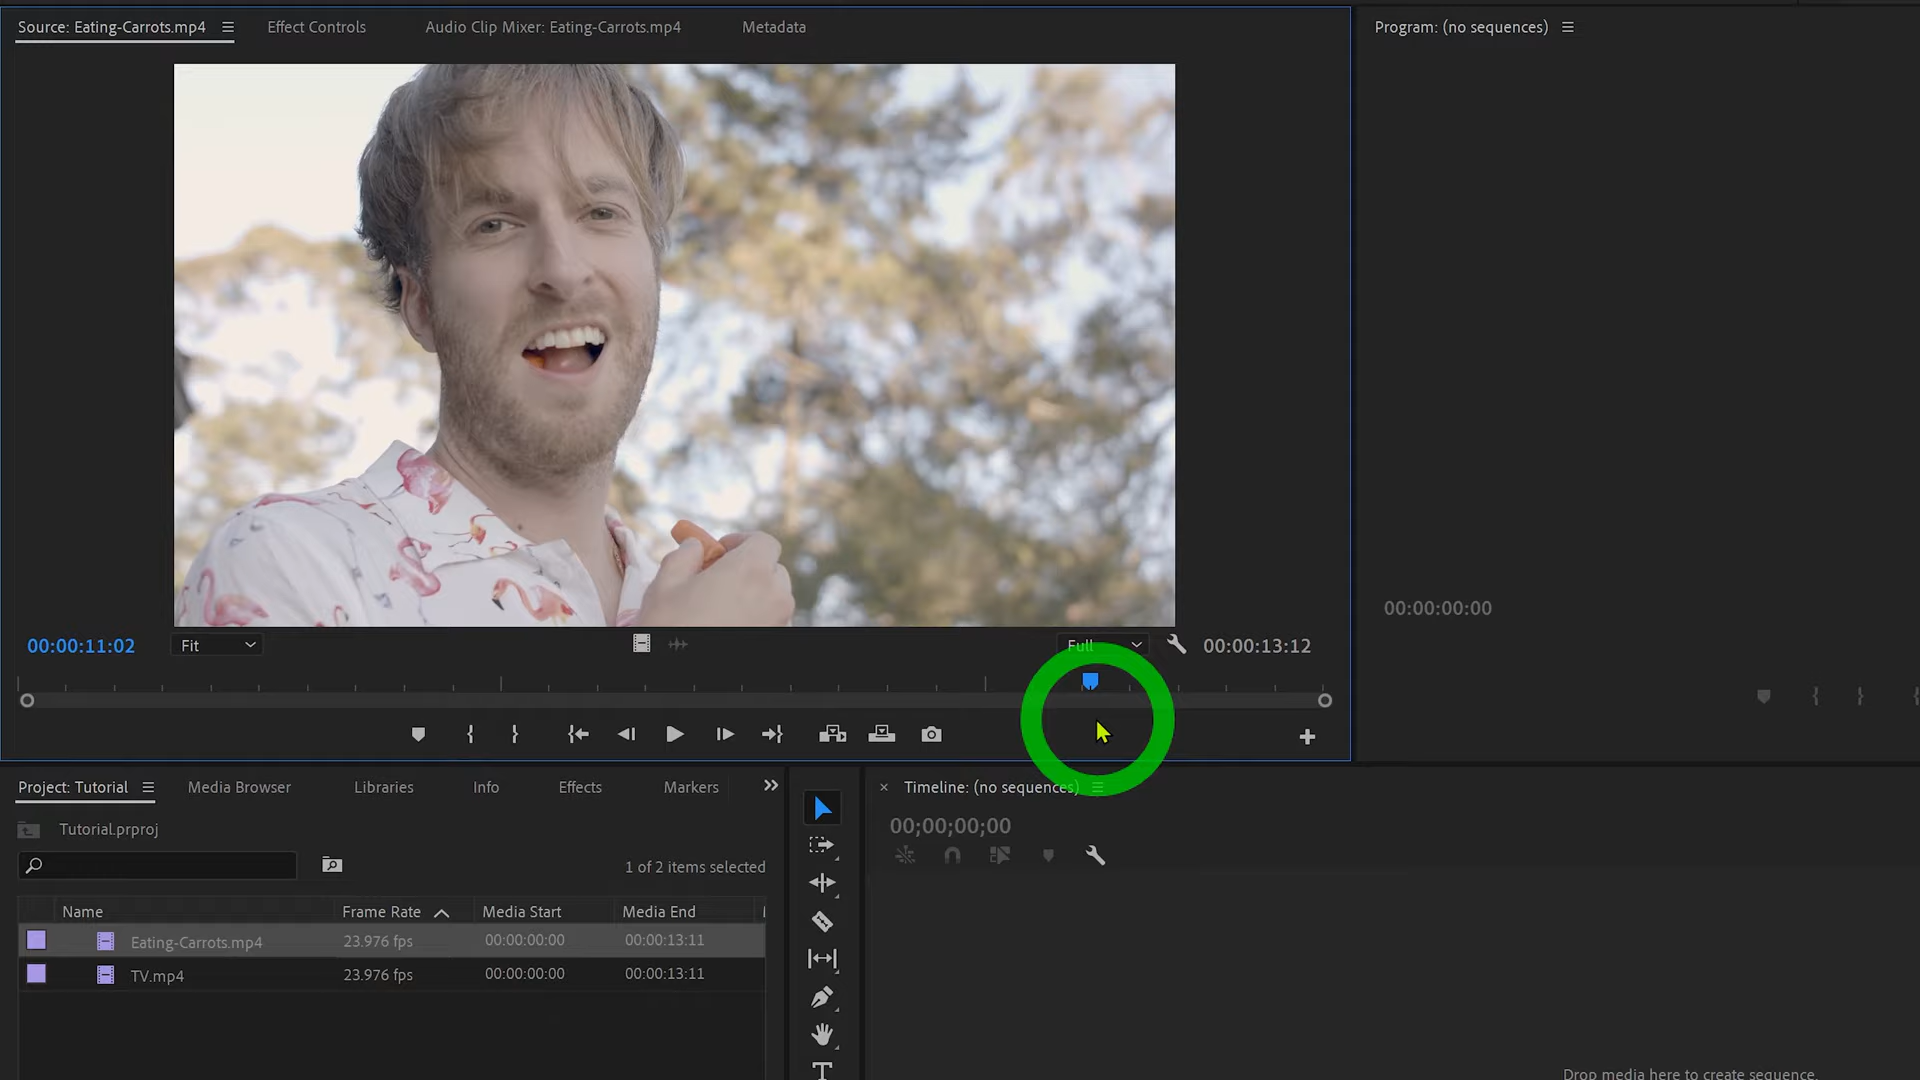 Source: Eating-Carrots.mp4
Effect Controls
Audio Clip Mixer: Eating-Carrots.mp4
Metadata
Program: (no sequences)
00:00:00:00
00:00:11:02
Fit
Full
00:00:13:12
Project: Tutorial
Media Browser
Libraries
Info
Effects
Markers
Timeline: (no sequences)
00;00;00;00
Tutorial.prproj
1 of 2 items selected
Name
Frame Rate
Media Start
Media End
Eating-Carrots.mp4
23.976 fps
00:00:00:00
00:00:13:11
TV.mp4
23.976 fps
00:00:00:00
00:00:13:11
Drop media here to create sequence.